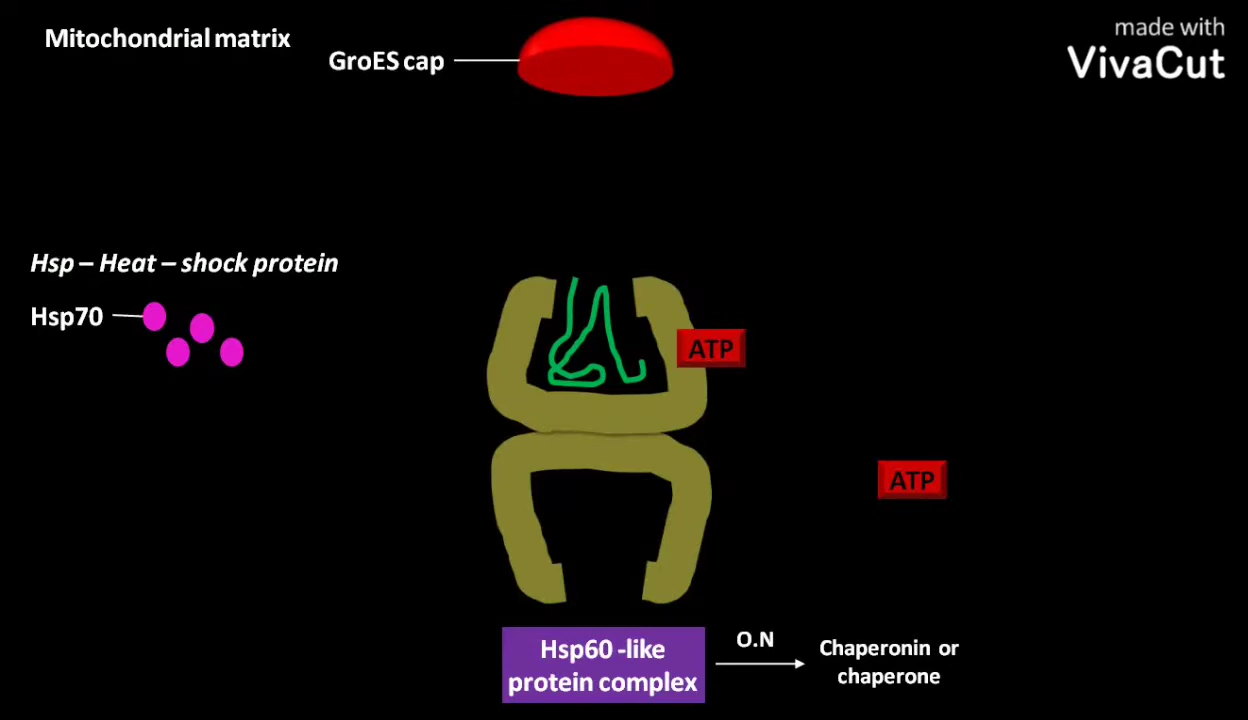 Mitochondrial matrix
GroES cap
made with
VivaCut
Hsp – Heat – shock protein
Hsp70
ATP
ATP
Hsp60 -like
protein complex
O.N
Chaperonin or
chaperone